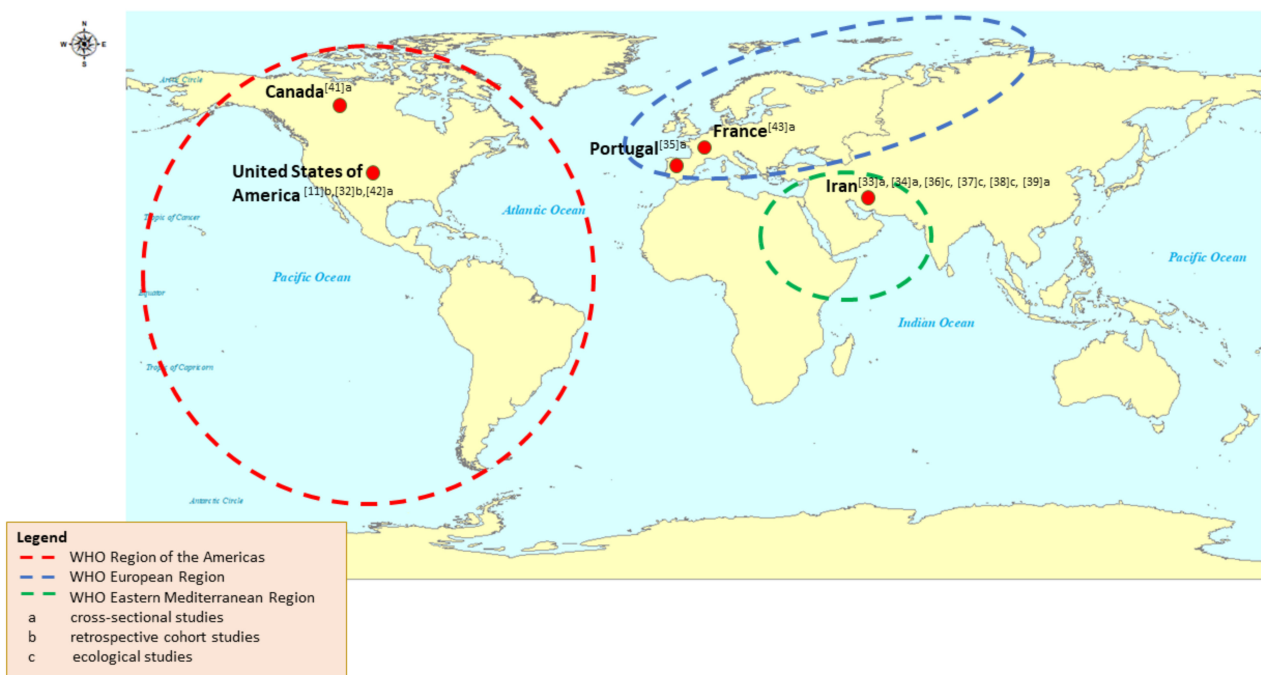 N
W E
S
Arctic Circle
Canada[41]a
France[43]a
Portugal[35]a
United States of
America [11]b,[32]b,[42]a
Iran[33]a, [34]a, [36]c, [37]c, [38]c, [39]a
Atlantic Ocean
Tropic of Cancer
Pacific Ocean
Pacific Ocean
Equator
Indian Ocean
Tropic of Capricorn
Antarctic Circle
Legend
WHO Region of the Americas
WHO European Region
WHO Eastern Mediterranean Region
a cross-sectional studies
b retrospective cohort studies
c ecological studies